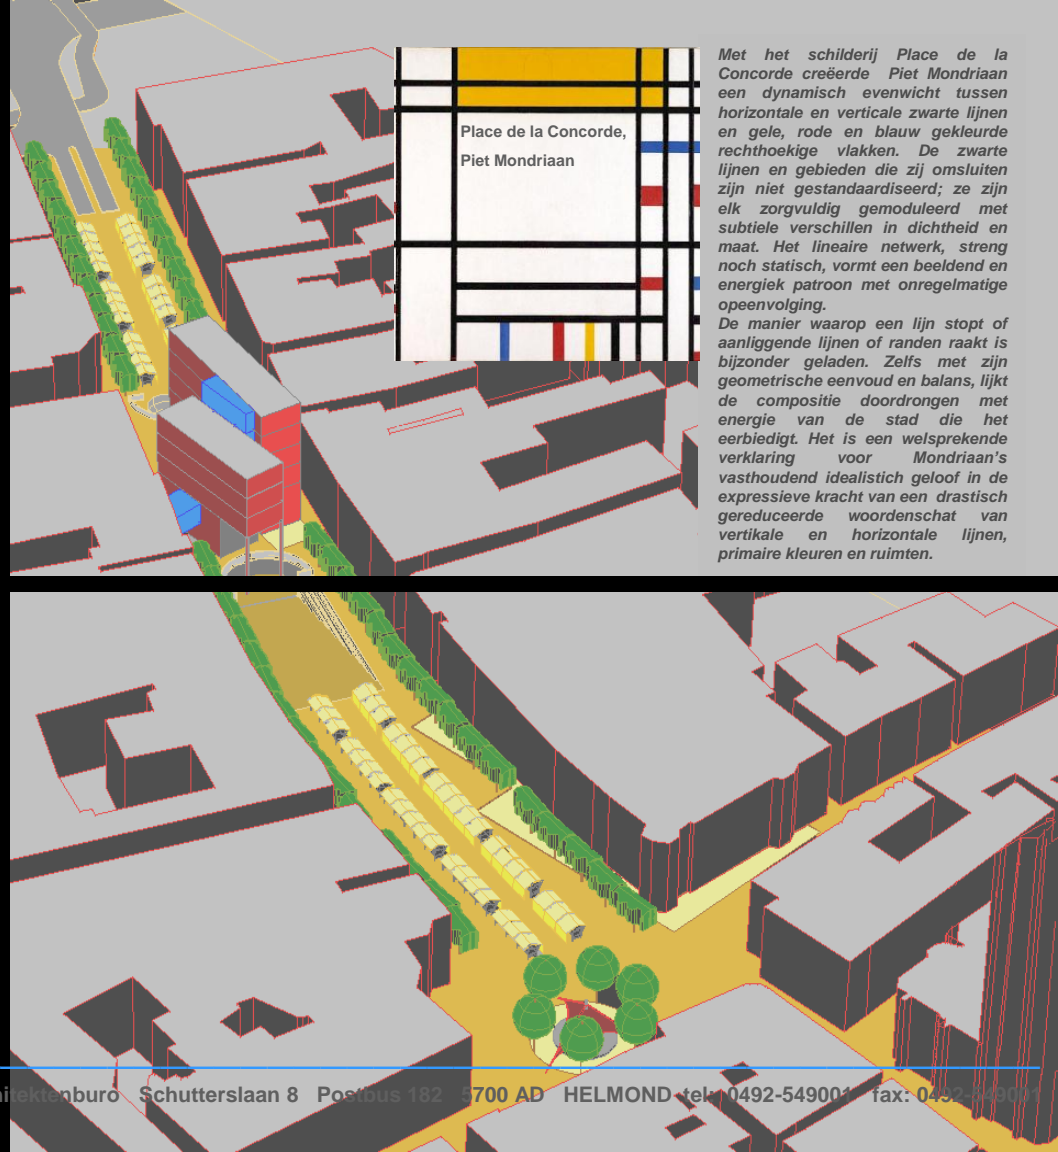 Place de la Concorde,
Piet Mondriaan
Met het schilderij Place de la
Concorde creëerde Piet Mondriaan
een dynamisch evenwicht tussen
horizontale en verticale zwarte lijnen
en gele, rode en blauw gekleurde
rechthoekige vlakken. De zwarte
lijnen en gebieden die zij omsluiten
zijn niet gestandaardiseerd; ze zijn
elk zorgvuldig gemoduleerd met
subtiele verschillen in dichtheid en
maat. Het lineaire netwerk, streng
noch statisch, vormt een beeldend en
energiek patroon met onregelmatige
opeenvolging.
De manier waarop een lijn stopt of
aanliggende lijnen of randen raakt is
bijzonder geladen. Zelfs met zijn
geometrische eenvoud en balans, lijkt
de compositie doordrongen met
energie van de stad die het
eerbiedigt. Het is een welsprekende
verklaring voor Mondriaan's
vasthoudend idealistich geloof in de
expressieve kracht van een drastisch
gereduceerde woordenschat van
vertikale en horizontale lijnen,
primaire kleuren en ruimten.
itektenburo Schutterslaan 8 Postbus 182 5700 AD HELMOND tel: 0492-549001 fax: 0492-549001